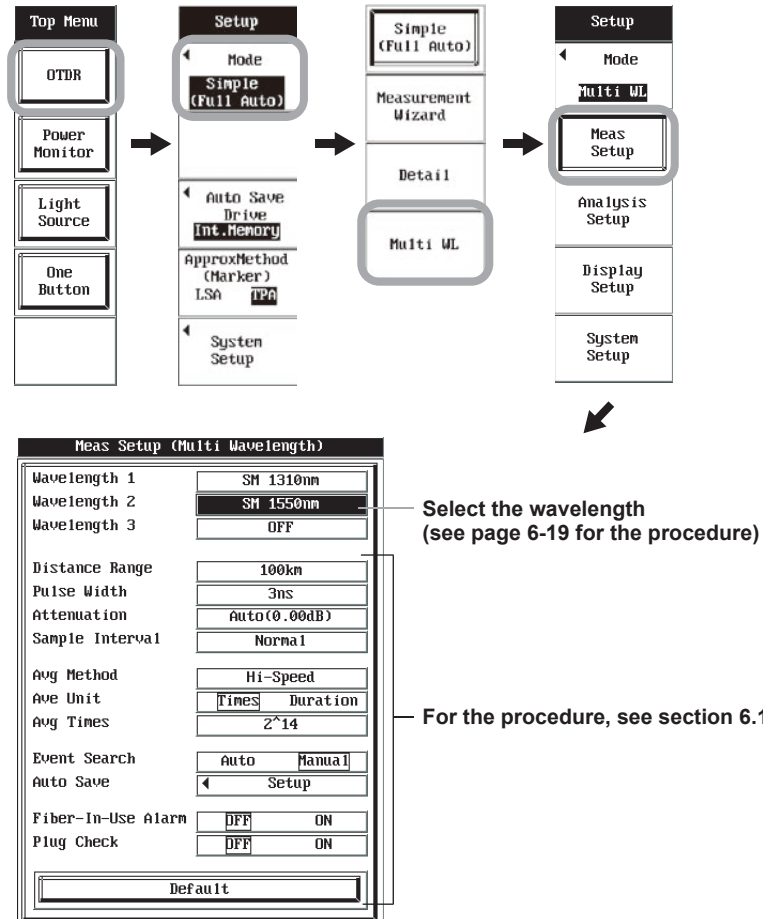 Top Menu
OTDR
Power
Monitor
Light
Source
One
Button
Setup
Mode
Simple
(Full Auto)
Auto Save
Drive
Int.Memory
ApproxMethod
(Marker)
LSA TPA
System
Setup
Simple
(Full Auto)
Measurement
Wizard
Detail
Multi WL
Setup
Mode
Multi WL
Meas
Setup
Analysis
Setup
Display
Setup
System
Setup
Meas Setup (Multi Wavelength)
Wavelength 1 SM 1310nm
Wavelength 2 SM 1550nm
Wavelength 3 OFF
Distance Range 100km
Pulse Width 3ns
Attenuation Auto(0.00dB)
Sample Interval Normal
Avg Method Hi-Speed
Ave Unit Times Duration
Avg Times 2^14
Event Search Auto Manual
Auto Save Setup
Fiber-In-Use Alarm OFF ON
Plug Check OFF ON
Default
Select the wavelength
(see page 6-19 for the procedure)
For the procedure, see section 6.1